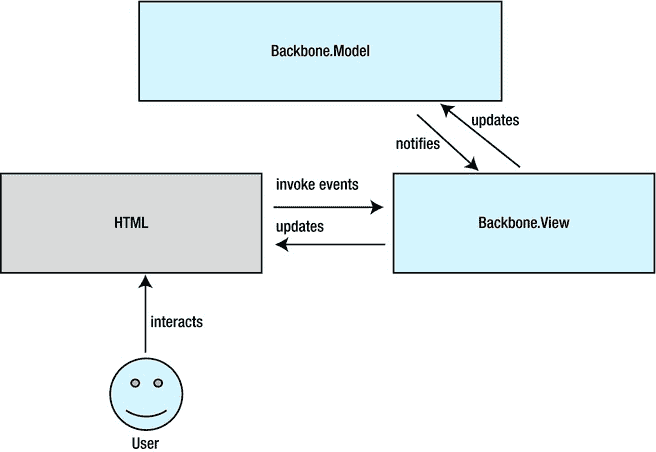 Backbone.Model
updates
notifies
invoke events
HTML
updates
Backbone.View
interacts
User